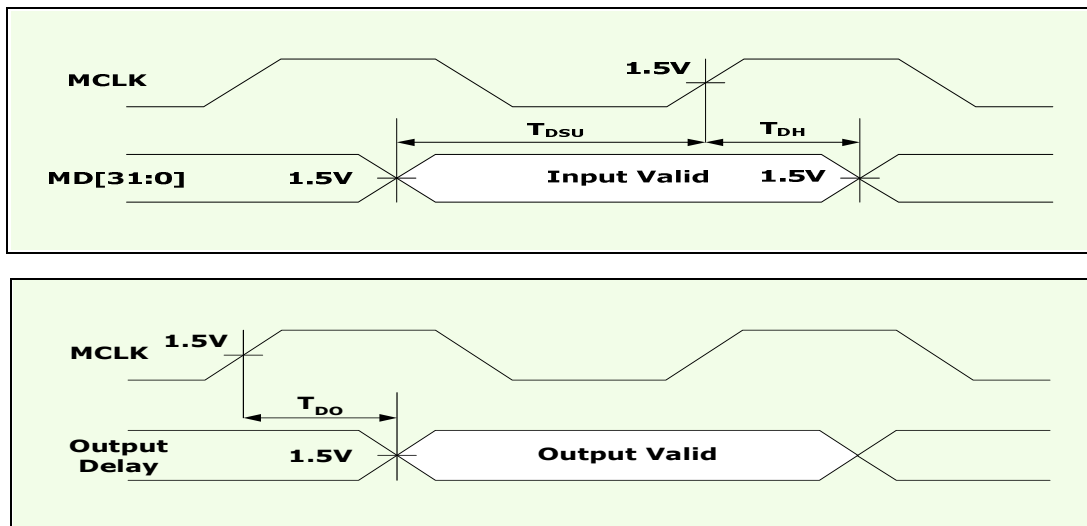 MCLK
1.5V
TDSU
TDH
MD[31:0]
1.5V
Input Valid
1.5V
MCLK
1.5V
TDO
Output
Delay
1.5V
Output Valid